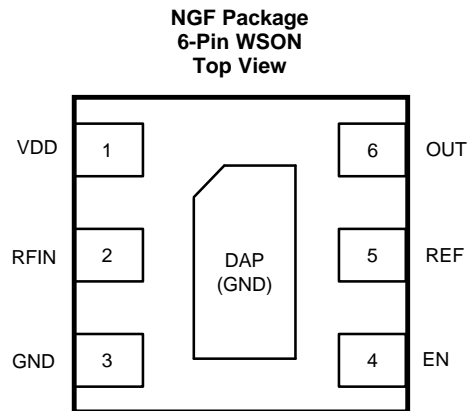 NGF Package
6-Pin WSON
Top View
VDD 1 6 OUT
RFIN 2 DAP 5 REF
(GND)
GND 3 4 EN